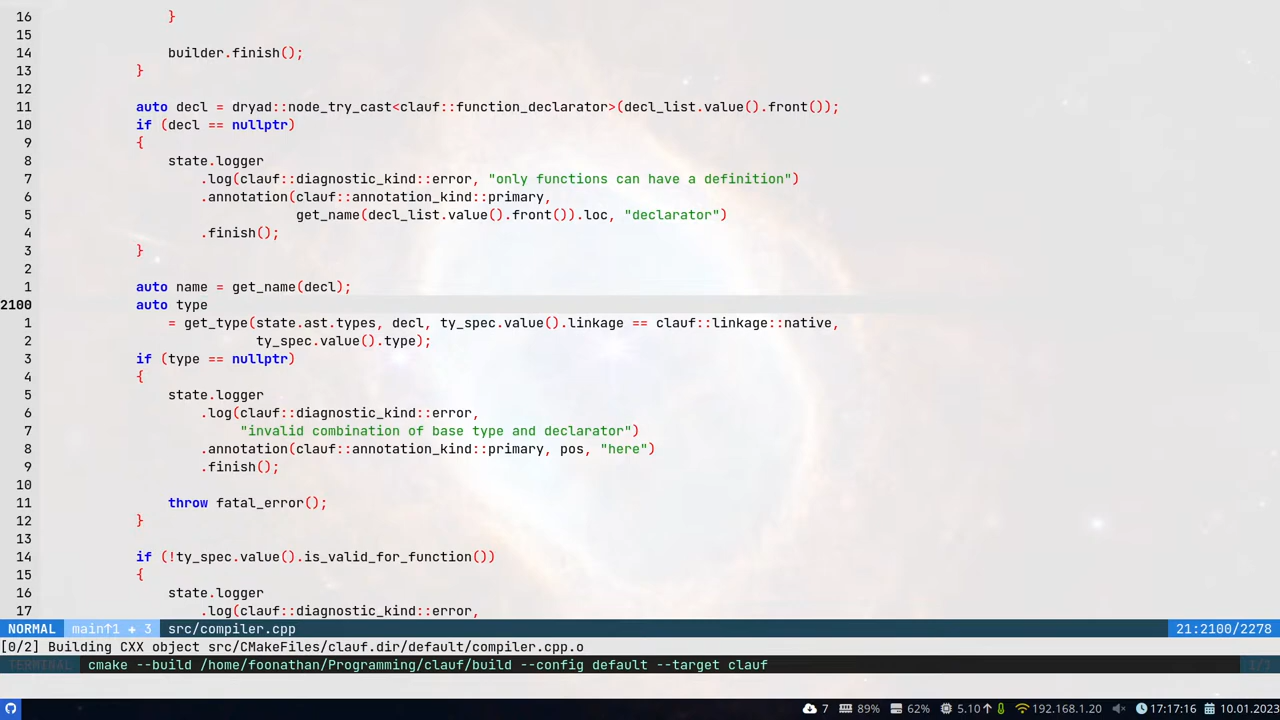 16                 }
15
14                 builder.finish();
13             }
12
11             auto decl = dryad::node_try_cast<clauf::function_declarator>(decl_list.value().front());
10             if (decl == nullptr)
9             {
8                 state.logger
7                     .log(clauf::diagnostic_kind::error, "only functions can have a definition")
6                     .annotation(clauf::annotation_kind::primary,
5                                 get_name(decl_list.value().front()).loc, "declarator")
4                     .finish();
3             }
2
1             auto name = get_name(decl);
2100             auto type
1                 = get_type(state.ast.types, decl, ty_spec.value().linkage == clauf::linkage::native,
2                            ty_spec.value().type);
3             if (type == nullptr)
4             {
5                 state.logger
6                     .log(clauf::diagnostic_kind::error,
7                          "invalid combination of base type and declarator")
8                     .annotation(clauf::annotation_kind::primary, pos, "here")
9                     .finish();
10
11                 throw fatal_error();
12             }
13
14             if (!ty_spec.value().is_valid_for_function())
15             {
16                 state.logger
17                     .log(clauf::diagnostic_kind::error,
NORMAL main↑1 + 3 src/compiler.cpp 21:2100/2278
[0/2] Building CXX object src/CMakeFiles/clauf.dir/default/compiler.cpp.o
TERMINAL cmake --build /home/foonathan/Programming/clauf/build --config default --target clauf 1/1
7 89% 62% 5.10↑ 192.168.1.20 17:17:16 10.01.2023